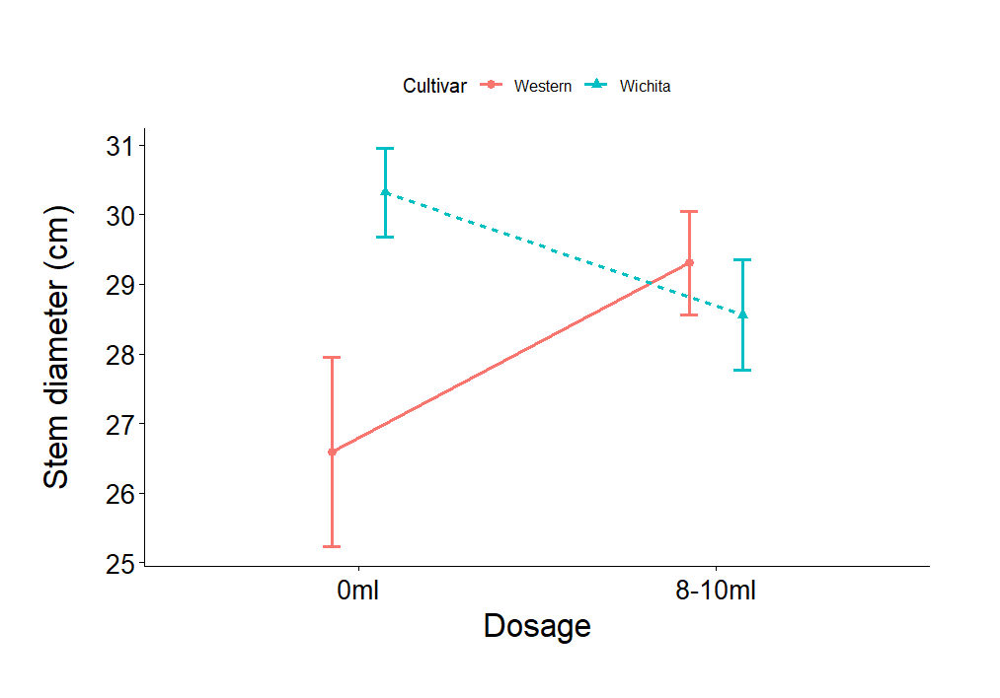 Cultivar Western Wichita
Stem diameter (cm)
31
30
29
28
27
26
25
0ml 8-10ml
Dosage